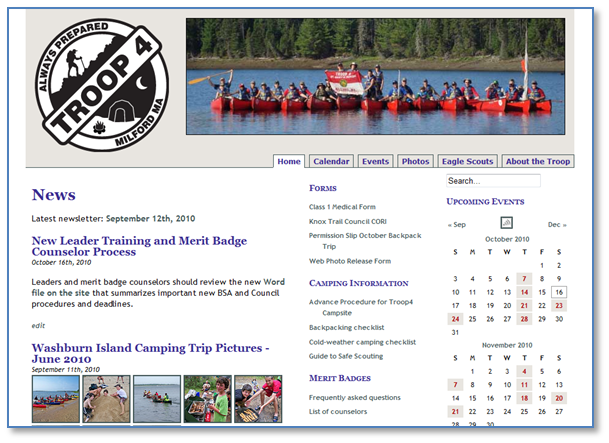 ALWAYS PREPARED
TROOP 4
MILFORD MA
TROOP 4
Home
Calendar
Events
Photos
Eagle Scouts
About the Troop
News
Latest newsletter: September 12th, 2010
New Leader Training and Merit Badge
Counselor Process
October 16th, 2010
Leaders and merit badge counselors should review the new Word
file on the site that summarizes important new BSA and Council
procedures and deadlines.
edit
Washburn Island Camping Trip Pictures -
June 2010
September 11th, 2010
Forms
Class 1 Medical Form
Knox Trail Council CORI
Permission Slip October Backpack
Trip
Web Photo Release Form
Camping Information
Advance Procedure for Troop4
Campsite
Backpacking checklist
Cold-weather camping checklist
Guide to Safe Scouting
Merit Badges
Frequently asked questions
List of counselors
Search...
Upcoming Events
« Sep Dec »
October 2010
S M T W T F S
1 2
3 4 5 6 7 8 9
10 11 12 13 14 15 16
17 18 19 20 21 22 23
24 25 26 27 28 29 30
31
November 2010
S M T W T F S
1 2 3 4 5 6
7 8 9 10 11 12 13
14 15 16 17 18 19 20
21 22 23 24 25 26 27